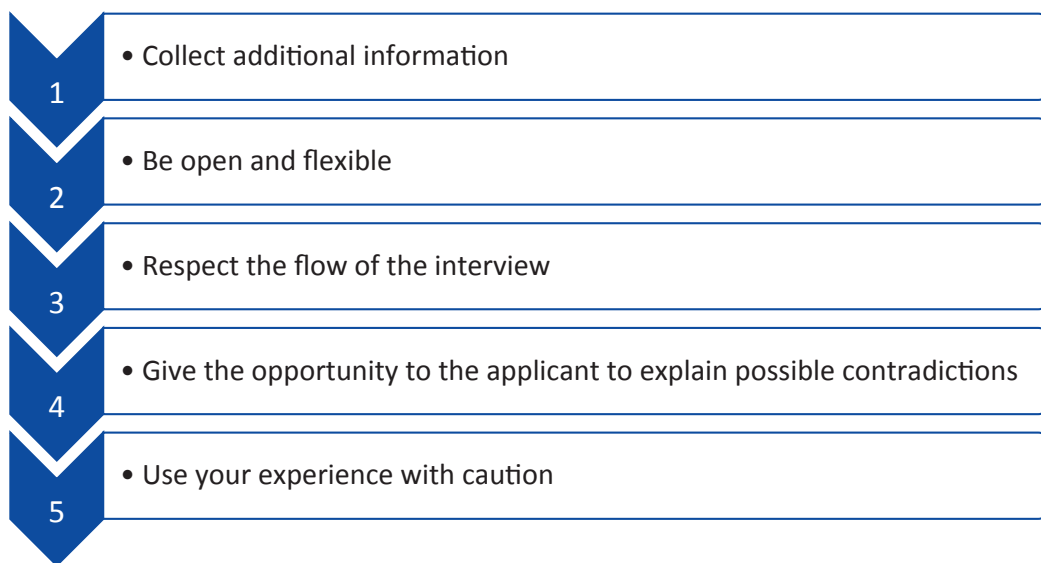 1
• Collect additional information
2
• Be open and flexible
3
• Respect the flow of the interview
4
• Give the opportunity to the applicant to explain possible contradictions
5
• Use your experience with caution